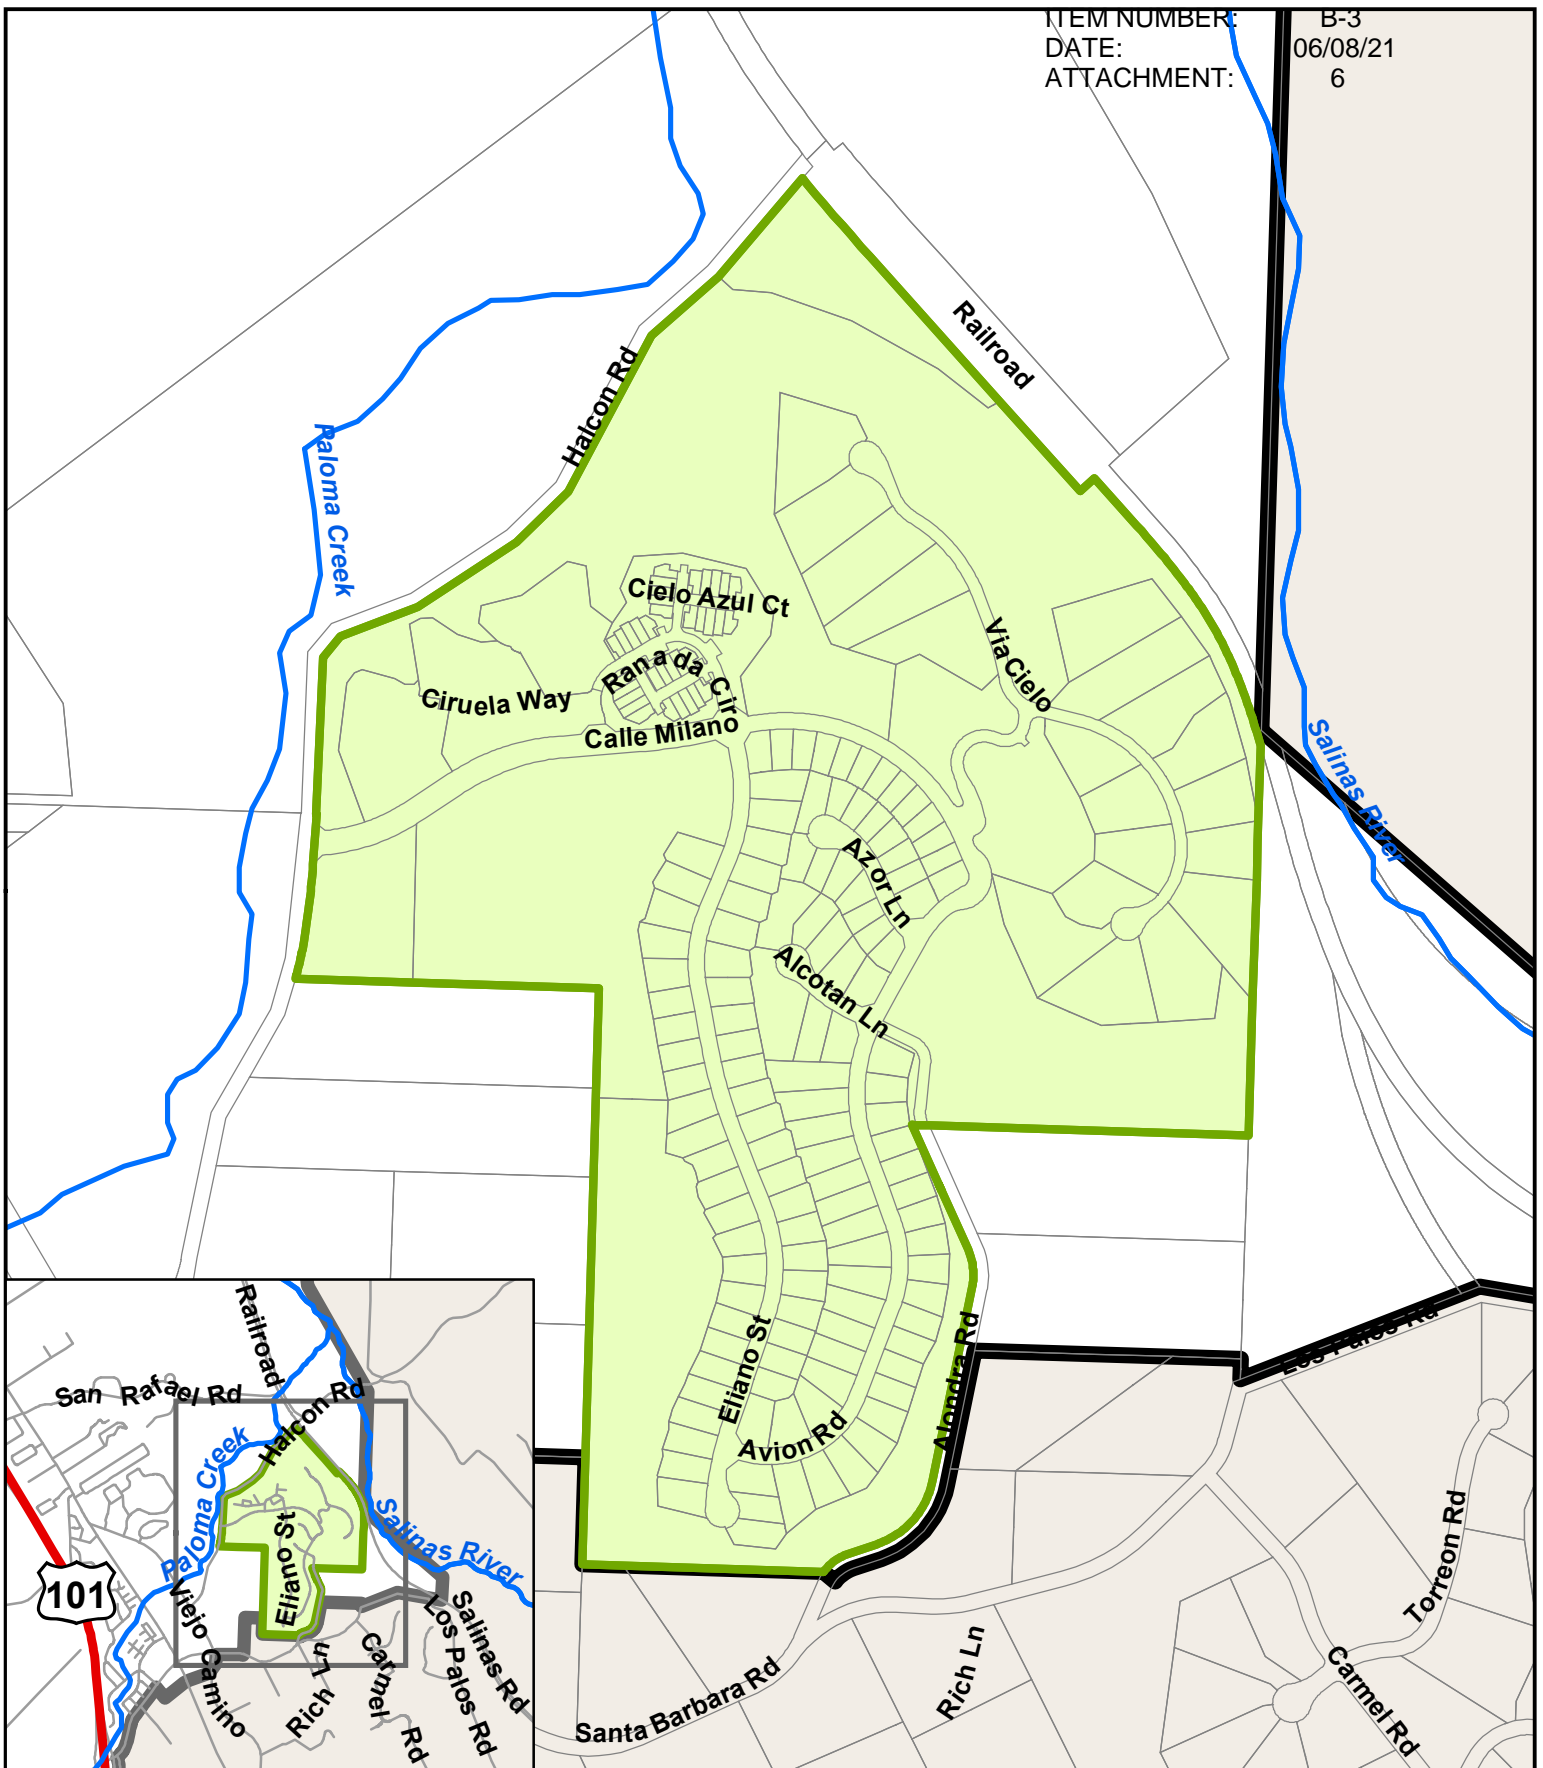 ITEM NUMBER: B-3
DATE: 06/08/21
ATTACHMENT: 6
Railroad
Halcon Rd
Paloma Creek
Cielo Azul Ct
Via Cielo
Ranada Cir
Ciruela Way
Calle Milano
Salinas River
Azor Ln
Alcotan Ln
Eliano St
Alondra Rd
Los Palos Rd
Avion Rd
Torreon Rd
Santa Barbara Rd
Rich Ln
Carmel Rd
Railroad
San Rafael Rd
Halcon Rd
Paloma Creek
Eliano St
Salinas River
101
Viejo Camino
Rich Ln
Carmel Rd
Los Palos Rd
Salinas Rd